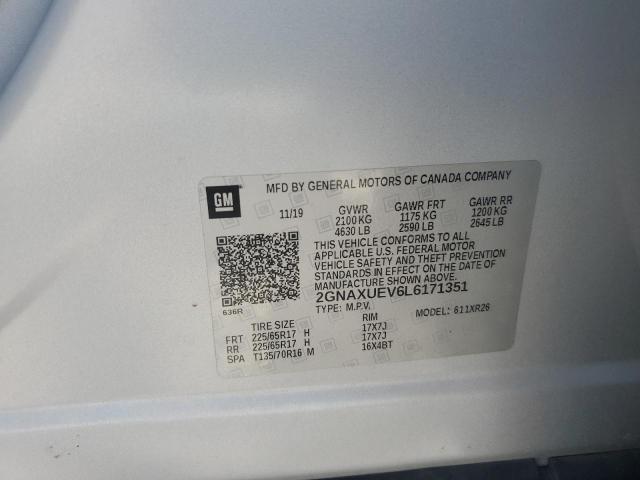 GM
MFD BY GENERAL MOTORS OF CANADA COMPANY
11/19 GVWR GAWR FRT GAWR RR
2100 KG 1175 KG 1200 KG
4630 LB 2590 LB 2645 LB
THIS VEHICLE CONFORMS TO ALL
APPLICABLE U.S. FEDERAL MOTOR
VEHICLE SAFETY AND THEFT PREVENTION
STANDARDS IN EFFECT ON THE DATE OF
MANUFACTURE SHOWN ABOVE.
2GNAXUEV6L6171351
636R TYPE: M.P.V. MODEL: 611XR26
TIRE SIZE RIM
FRT 225/65R17 H 17X7J
RR 225/65R17 H 17X7J
SPA T135/70R16 M 16X4BT